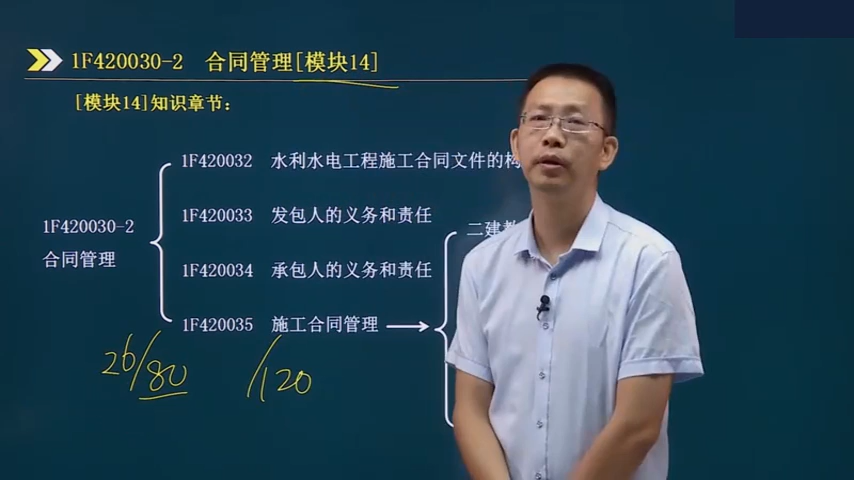 1F420030-2 合同管理[模块14]
[模块14]知识章节：
1F420032 水利水电工程施工合同文件的构
1F420033 发包人的义务和责任
1F420030-2
合同管理
二建教
1F420034 承包人的义务和责任
1F420035 施工合同管理
26/80 /120